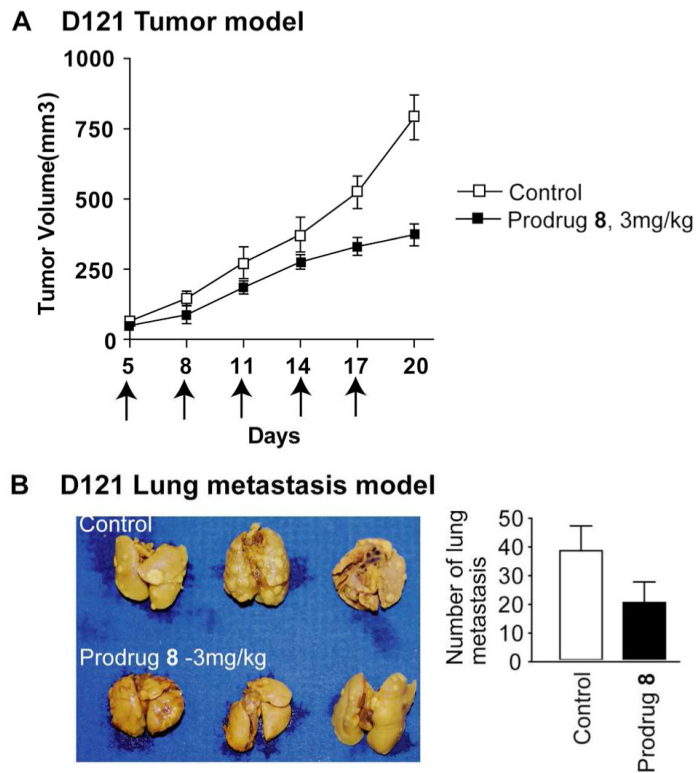 A D121 Tumor model
1000
750
500
250
0
Tumor Volume(mm3)
5 8 11 14 17 20
Days
Control
Prodrug 8, 3mg/kg
B D121 Lung metastasis model
Control
Prodrug 8 -3mg/kg
Number of lung
metastasis
50
40
30
20
10
0
Control
Prodrug 8